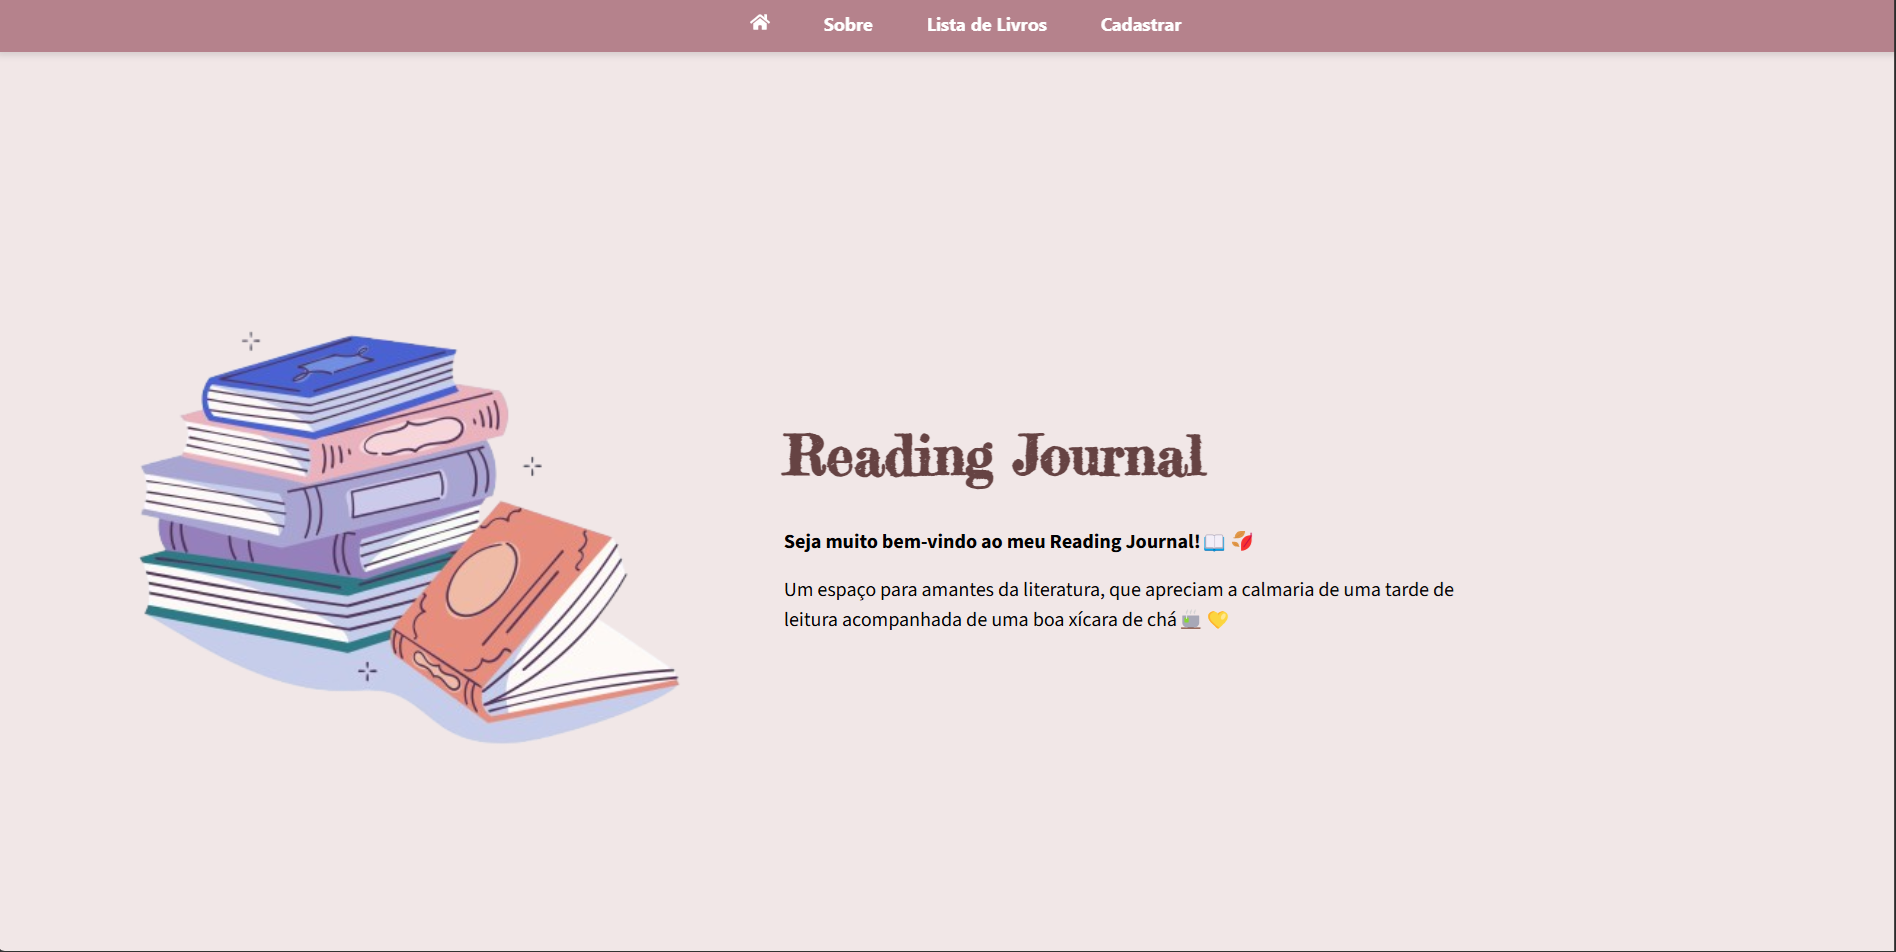 Sobre Lista de Livros Cadastrar
Reading Journal
Seja muito bem-vindo ao meu Reading Journal! 📖 🍂
Um espaço para amantes da literatura, que apreciam a calmaria de uma tarde de
leitura acompanhada de uma boa xícara de chá 🍵 💛